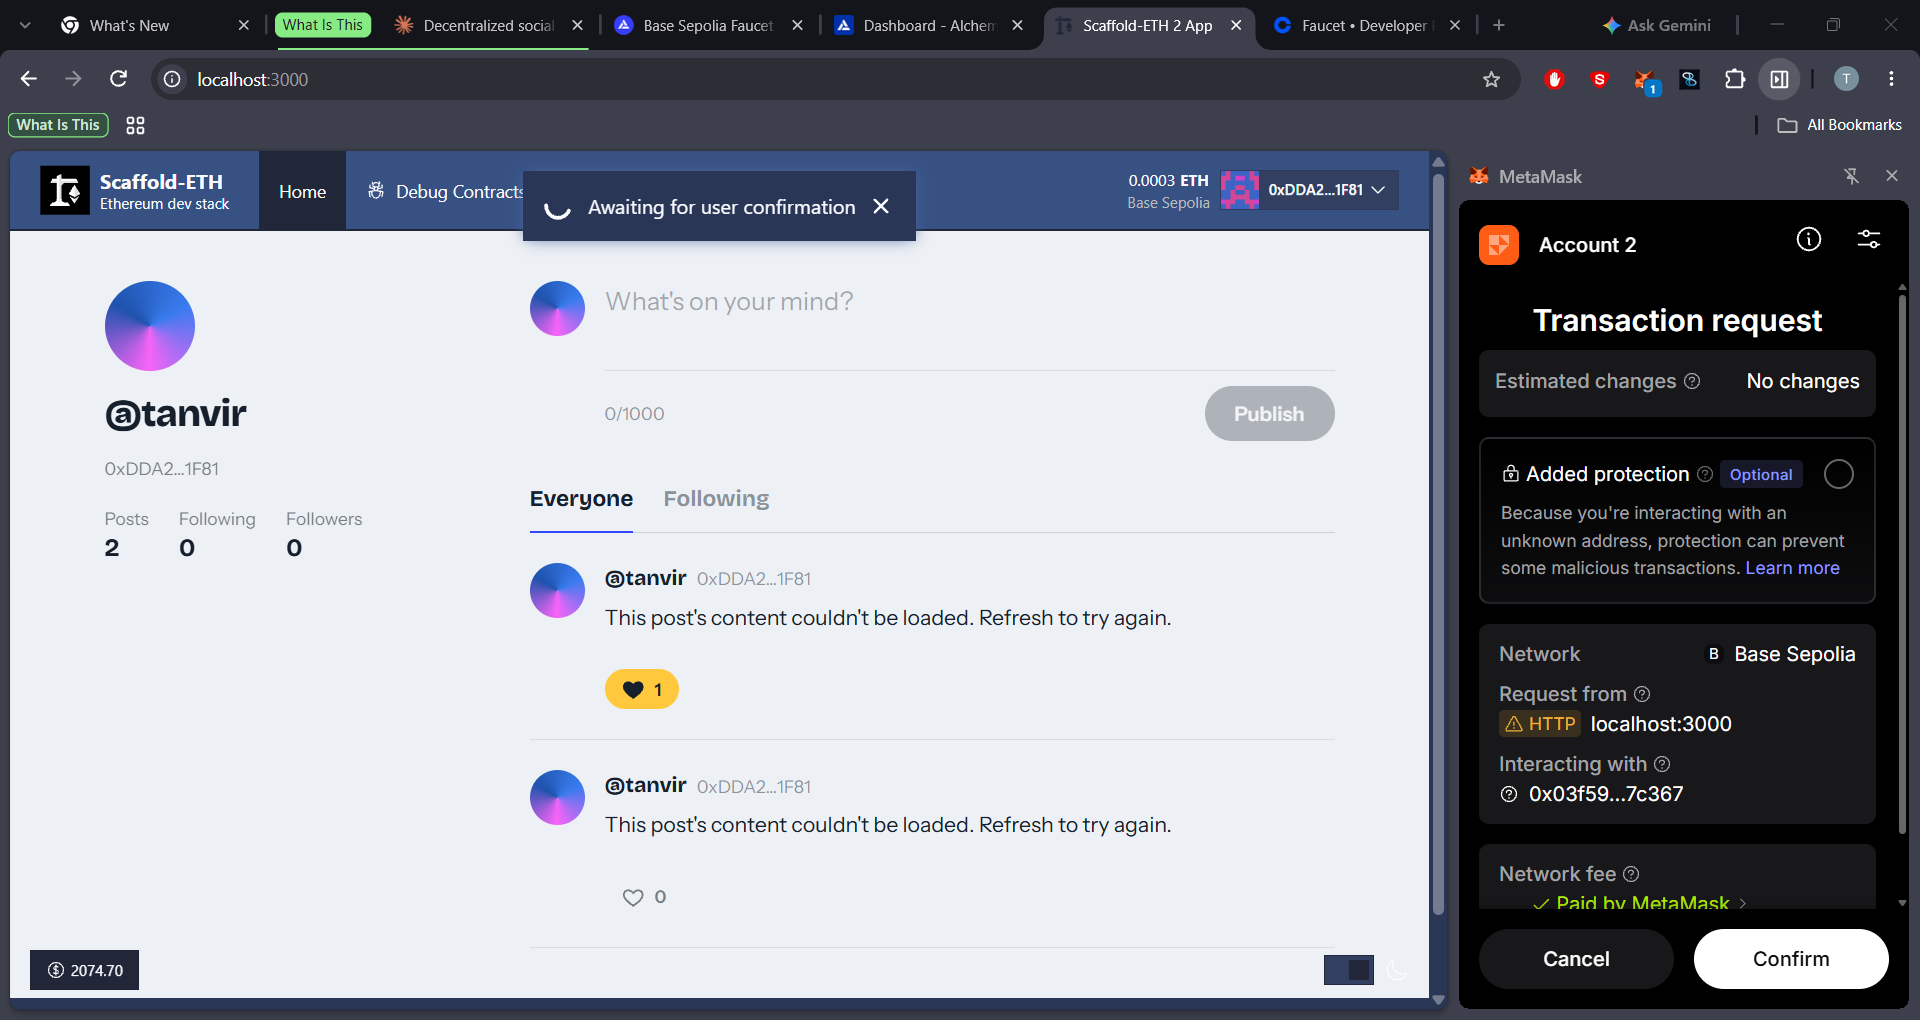 What's New
What Is This
Decentralized social
Base Sepolia Faucet
Dashboard - Alchem
Scaffold-ETH 2 App
Faucet • Developer
Ask Gemini
localhost:3000
1
T
What Is This
All Bookmarks
Scaffold-ETH
Ethereum dev stack
Home
Debug Contracts
Awaiting for user confirmation
0.0003 ETH
Base Sepolia
0xDDA2...1F81
@tanvir
0xDDA2...1F81
Posts
Following
Followers
2
0
0
What's on your mind?
0/1000
Publish
Everyone
Following
@tanvir 0xDDA2...1F81
This post's content couldn't be loaded. Refresh to try again.
1
@tanvir 0xDDA2...1F81
This post's content couldn't be loaded. Refresh to try again.
0
2074.70
MetaMask
Account 2
Transaction request
Estimated changes
No changes
Added protection
Optional
Because you're interacting with an
unknown address, protection can prevent
some malicious transactions. Learn more
Network
B Base Sepolia
Request from
HTTP localhost:3000
Interacting with
0x03f59...7c367
Network fee
Paid by MetaMask
Cancel
Confirm